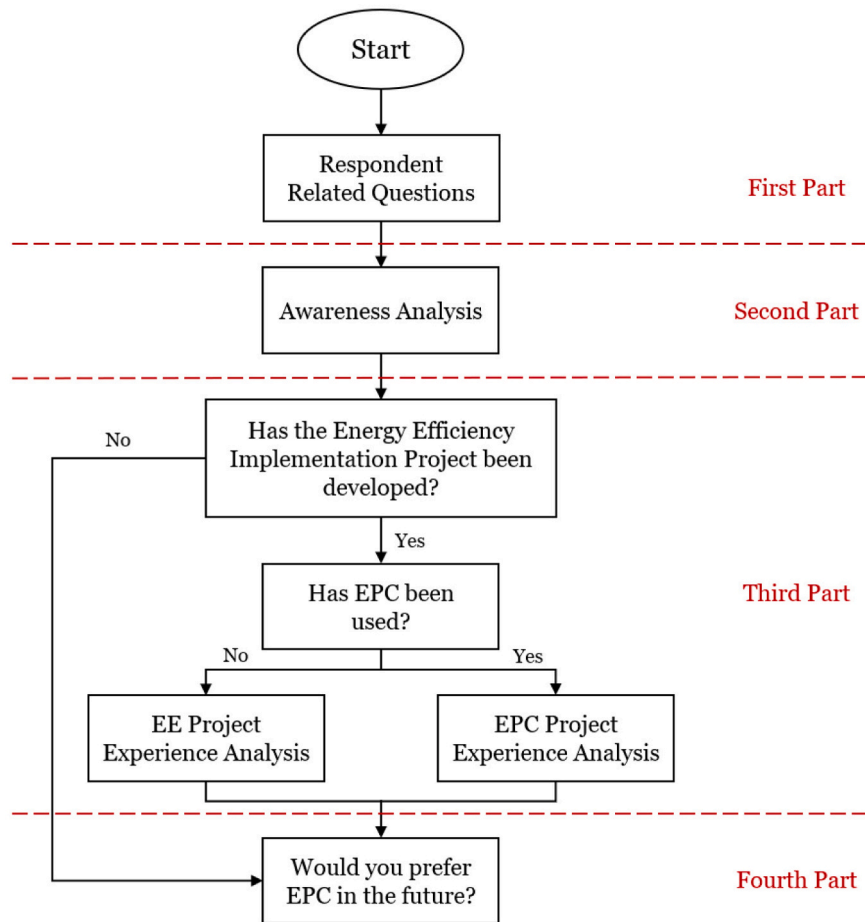 Start
Respondent
Related Questions
First Part
Awareness Analysis
Second Part
Has the Energy Efficiency
Implementation Project been
developed?
No
Yes
Has EPC been
used?
Third Part
No
Yes
EE Project
Experience Analysis
EPC Project
Experience Analysis
Would you prefer
EPC in the future?
Fourth Part